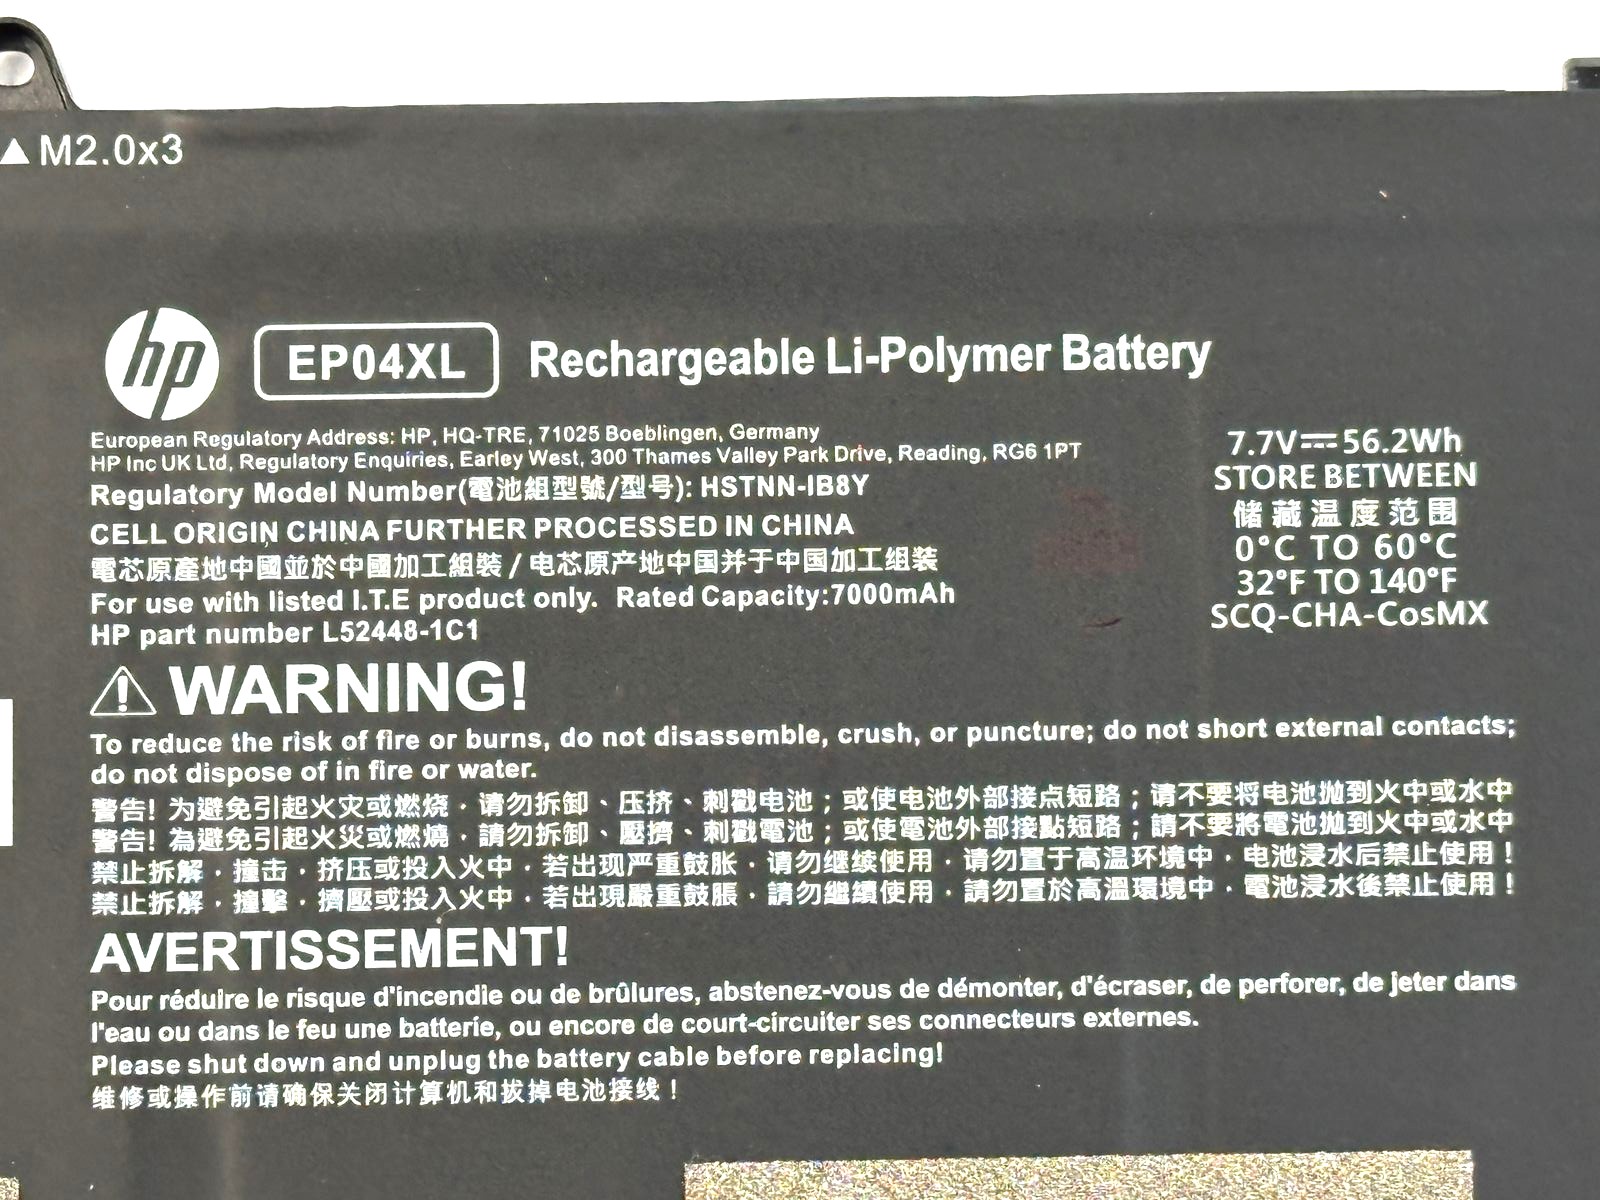 ▲ M2.0x3
hp EP04XL Rechargeable Li-Polymer Battery
European Regulatory Address: HP, HQ-TRE, 71025 Boeblingen, Germany
HP Inc UK Ltd, Regulatory Enquiries, Earley West, 300 Thames Valley Park Drive, Reading, RG6 1PT
Regulatory Model Number(電池組型號/型号): HSTNN-IB8Y
CELL ORIGIN CHINA FURTHER PROCESSED IN CHINA
電芯原產地中國並於中國加工組裝 / 电芯原产地中国并于中国加工组装
For use with listed I.T.E product only. Rated Capacity:7000mAh
HP part number L52448-1C1
7.7V⎓56.2Wh
STORE BETWEEN
储藏温度范围
0°C TO 60°C
32°F TO 140°F
SCQ-CHA-CosMX
⚠ WARNING!
To reduce the risk of fire or burns, do not disassemble, crush, or puncture; do not short external contacts;
do not dispose of in fire or water.
警告! 为避免引起火灾或燃烧，请勿拆卸、压挤、刺戳电池；或使电池外部接点短路；请不要将电池抛到火中或水中
警告! 為避免引起火災或燃燒，請勿拆卸、壓擠、刺戳電池；或使電池外部接點短路；請不要將電池抛到火中或水中
禁止拆解，撞击，挤压或投入火中，若出现严重鼓胀，请勿继续使用，请勿置于高温环境中，电池浸水后禁止使用！
禁止拆解，撞擊，擠壓或投入火中，若出現嚴重鼓脹，請勿繼續使用，請勿置於高溫環境中，電池浸水後禁止使用！
AVERTISSEMENT!
Pour réduire le risque d'incendie ou de brûlures, abstenez-vous de démonter, d'écraser, de perforer, de jeter dans
l'eau ou dans le feu une batterie, ou encore de court-circuiter ses connecteurs externes.
Please shut down and unplug the battery cable before replacing!
维修或操作前请确保关闭计算机和拔掉电池接线！